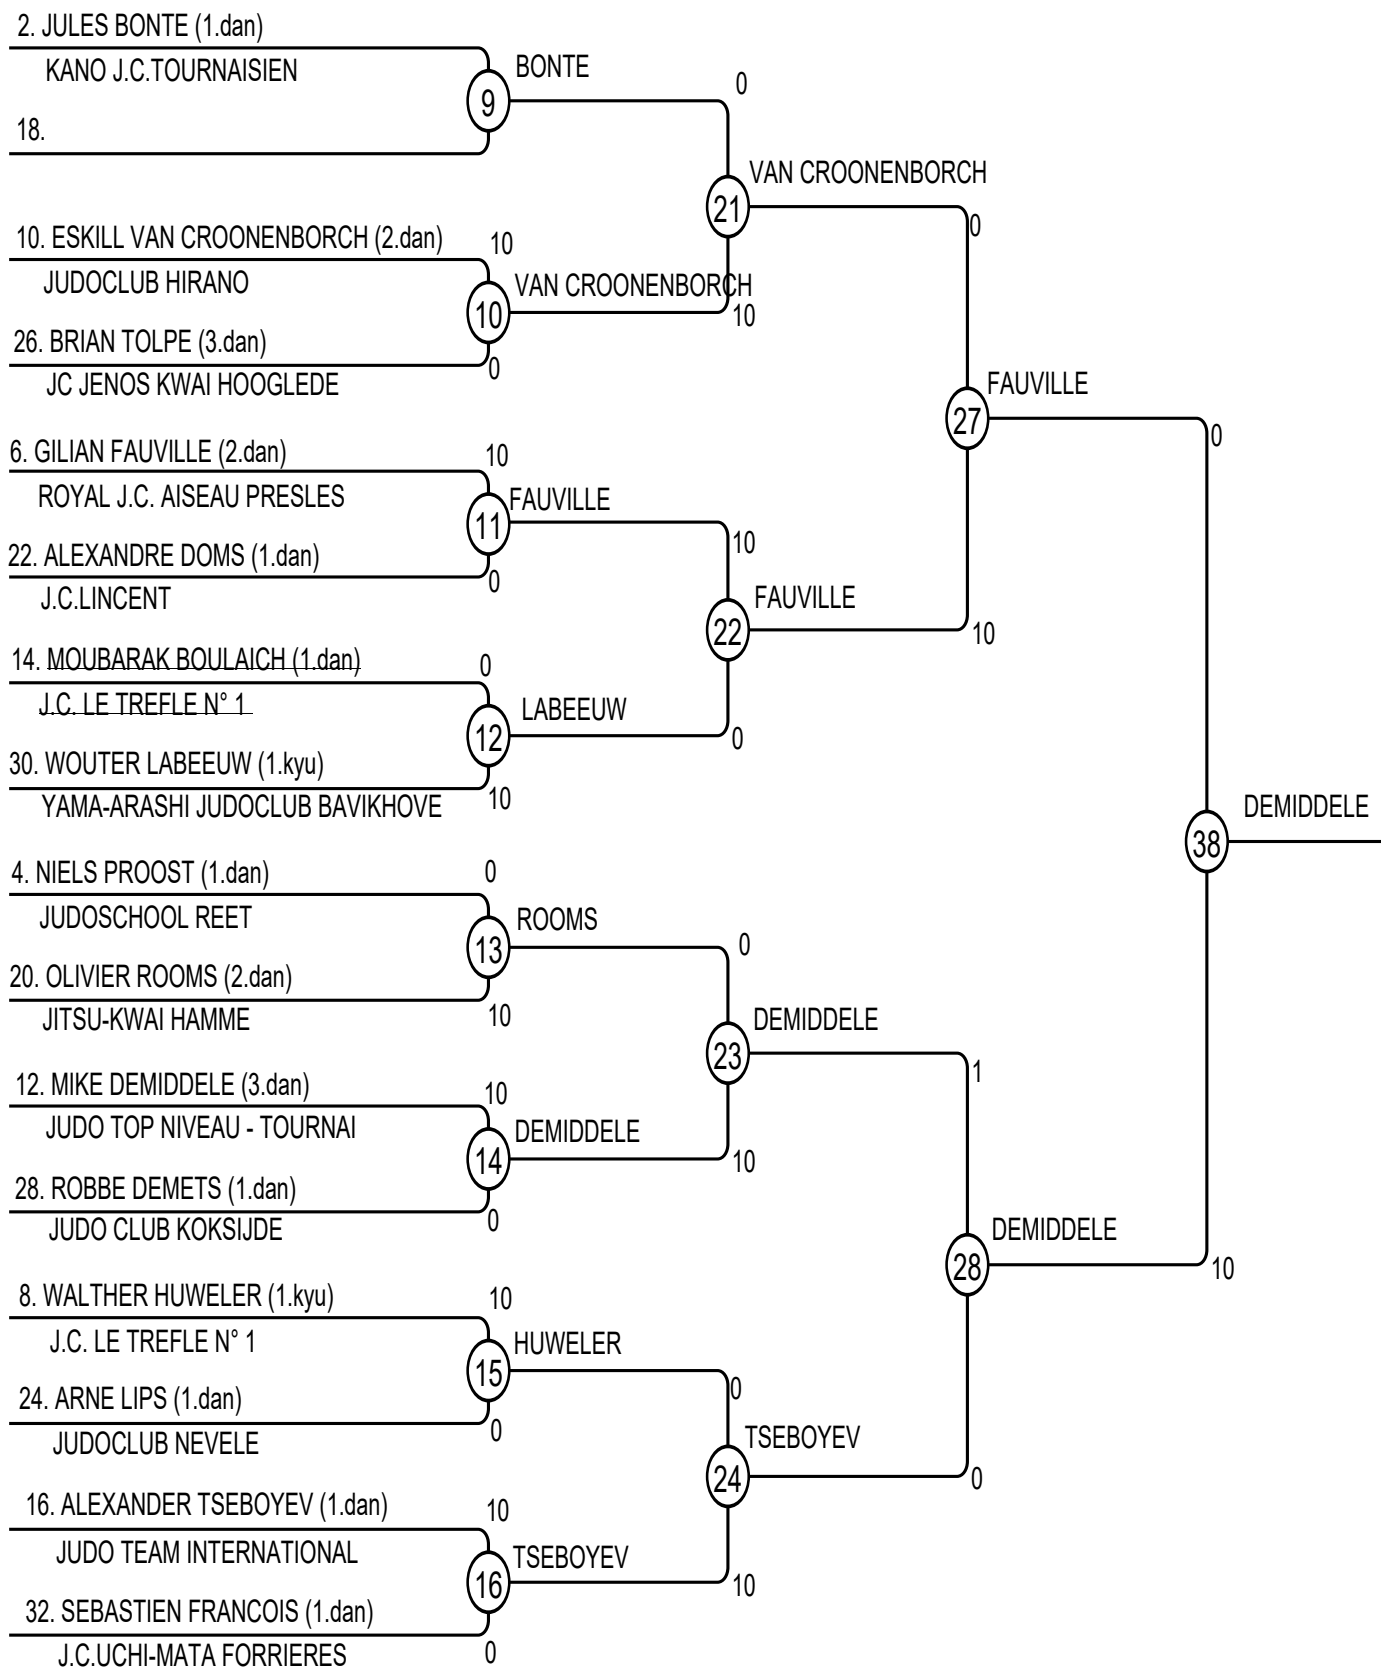 2. JULES BONTE (1.dan)
KANO J.C.TOURNAISIEN
18.
9
BONTE
0
10. ESKILL VAN CROONENBORCH (2.dan)
10
JUDOCLUB HIRANO
26. BRIAN TOLPE (3.dan)
0
JC JENOS KWAI HOOGLEDE
10
VAN CROONENBORCH
10
21
VAN CROONENBORCH
0
6. GILIAN FAUVILLE (2.dan)
10
ROYAL J.C. AISEAU PRESLES
22. ALEXANDRE DOMS (1.dan)
0
J.C.LINCENT
11
FAUVILLE
10
14. MOUBARAK BOULAICH (1.dan)
0
J.C. LE TREFLE N° 1
30. WOUTER LABEEUW (1.kyu)
10
YAMA-ARASHI JUDOCLUB BAVIKHOVE
12
LABEEUW
0
22
FAUVILLE
10
27
FAUVILLE
0
4. NIELS PROOST (1.dan)
0
JUDOSCHOOL REET
20. OLIVIER ROOMS (2.dan)
10
JITSU-KWAI HAMME
13
ROOMS
0
12. MIKE DEMIDDELE (3.dan)
10
JUDO TOP NIVEAU - TOURNAI
28. ROBBE DEMETS (1.dan)
0
JUDO CLUB KOKSIJDE
14
DEMIDDELE
10
23
DEMIDDELE
1
8. WALTHER HUWELER (1.kyu)
10
J.C. LE TREFLE N° 1
24. ARNE LIPS (1.dan)
0
JUDOCLUB NEVELE
15
HUWELER
0
16. ALEXANDER TSEBOYEV (1.dan)
10
JUDO TEAM INTERNATIONAL
32. SEBASTIEN FRANCOIS (1.dan)
0
J.C.UCHI-MATA FORRIERES
16
TSEBOYEV
10
24
TSEBOYEV
0
28
DEMIDDELE
10
38
DEMIDDELE